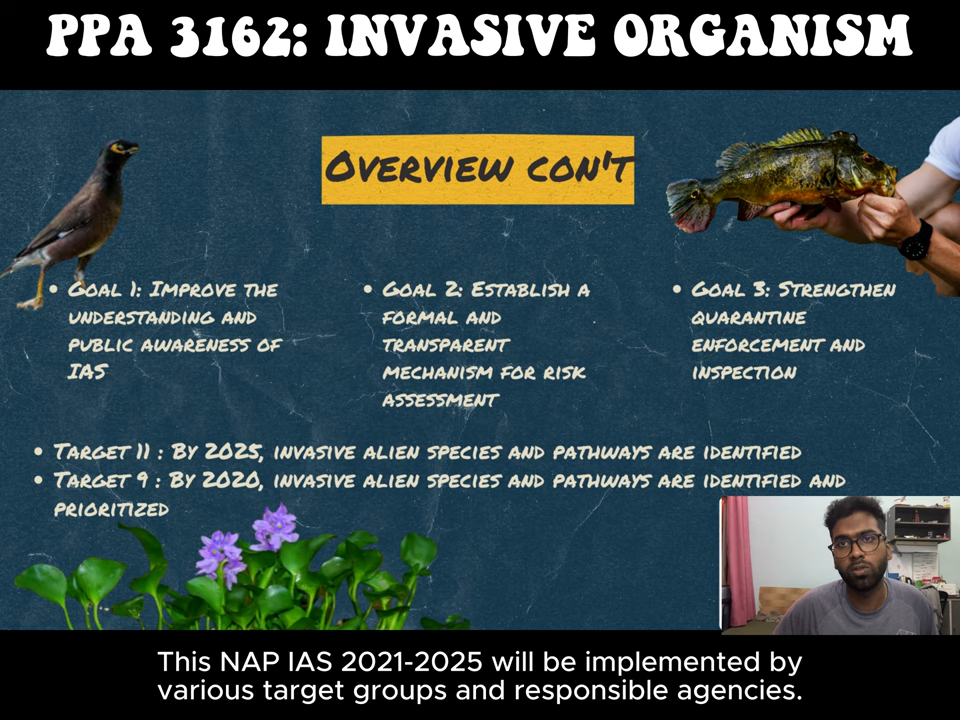 PPA 3162: INVASIVE ORGANISM
OVERVIEW CON'T
• GOAL 1: IMPROVE THE
UNDERSTANDING AND
PUBLIC AWARENESS OF
IAS
• GOAL 2: ESTABLISH A
FORMAL AND
TRANSPARENT
MECHANISM FOR RISK
ASSESSMENT
• GOAL 3: STRENGTHEN
QUARANTINE
ENFORCEMENT AND
INSPECTION
• TARGET 11 : BY 2025, INVASIVE ALIEN SPECIES AND PATHWAYS ARE IDENTIFIED
• TARGET 9 : BY 2020, INVASIVE ALIEN SPECIES AND PATHWAYS ARE IDENTIFIED AND
PRIORITIZED
This NAP IAS 2021-2025 will be implemented by
various target groups and responsible agencies.